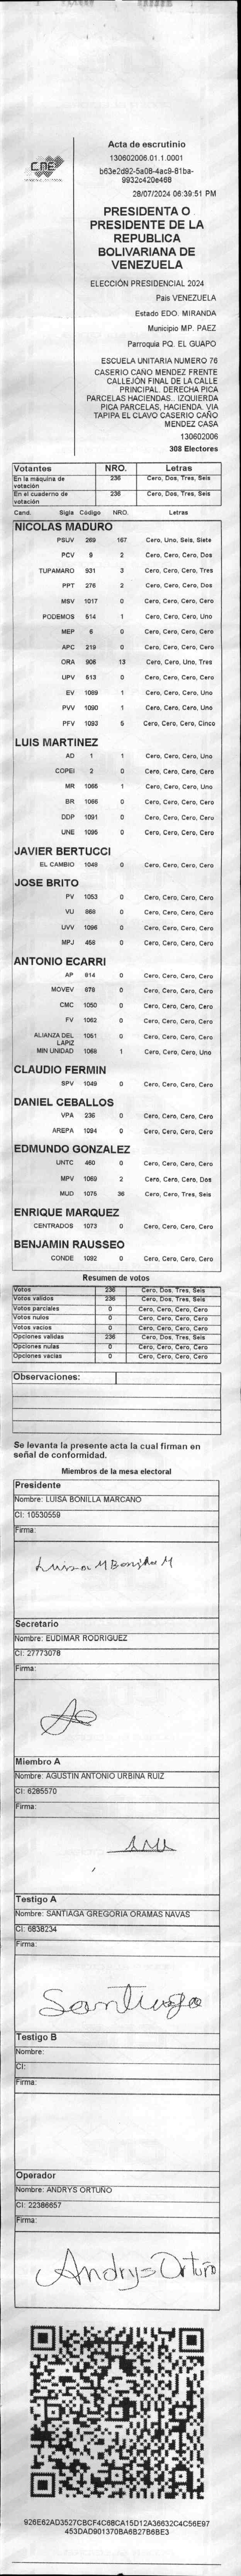 CNE
Acta de escrutinio
130602006.01.1.0001
b63e2d92-5a08-4ac9-81ba-
9932c420e468
28/07/2024 06:39:51 PM
PRESIDENTA O
PRESIDENTE DE LA
REPUBLICA
BOLIVARIANA DE
VENEZUELA
ELECCIÓN PRESIDENCIAL 2024
Pais VENEZUELA
Estado EDO. MIRANDA
Municipio MP. PAEZ
Parroquia PQ. EL GUAPO
ESCUELA UNITARIA NUMERO 76
CASERIO CAÑO MENDEZ FRENTE
CALLEJÓN FINAL DE LA CALLE
PRINCIPAL. DERECHA PICA
PARCELAS HACIENDAS. IZQUIERDA
PICA PARCELAS, HACIENDA. VIA
TAPIPA EL CLAVO CASERIO CAÑO
MENDEZ CASA
130602006
308 Electores
Votantes NRO. Letras
En la máquina de votación 236 Cero, Dos, Tres, Seis
En el cuaderno de votación 236 Cero, Dos, Tres, Seis
Cand. Sigla Código NRO. Letras
NICOLAS MADURO
PSUV 269 167 Cero, Uno, Seis, Siete
PCV 9 2 Cero, Cero, Cero, Dos
TUPAMARO 931 3 Cero, Cero, Cero, Tres
PPT 276 2 Cero, Cero, Cero, Dos
MSV 1017 0 Cero, Cero, Cero, Cero
PODEMOS 514 1 Cero, Cero, Cero, Uno
MEP 6 0 Cero, Cero, Cero, Cero
APC 219 0 Cero, Cero, Cero, Cero
ORA 906 13 Cero, Cero, Uno, Tres
UPV 513 0 Cero, Cero, Cero, Cero
EV 1089 1 Cero, Cero, Cero, Uno
PVV 1090 1 Cero, Cero, Cero, Uno
PFV 1093 5 Cero, Cero, Cero, Cinco
LUIS MARTINEZ
AD 1 1 Cero, Cero, Cero, Uno
COPEI 2 0 Cero, Cero, Cero, Cero
MR 1065 1 Cero, Cero, Cero, Uno
BR 1086 0 Cero, Cero, Cero, Cero
DDP 1091 0 Cero, Cero, Cero, Cero
UNE 1095 0 Cero, Cero, Cero, Cero
JAVIER BERTUCCI
EL CAMBIO 1048 0 Cero, Cero, Cero, Cero
JOSE BRITO
PV 1053 0 Cero, Cero, Cero, Cero
VU 868 0 Cero, Cero, Cero, Cero
UVV 1096 0 Cero, Cero, Cero, Cero
MPJ 458 0 Cero, Cero, Cero, Cero
ANTONIO ECARRI
AP 814 0 Cero, Cero, Cero, Cero
MOVEV 878 0 Cero, Cero, Cero, Cero
CMC 1050 0 Cero, Cero, Cero, Cero
FV 1062 0 Cero, Cero, Cero, Cero
ALIANZA DEL LAPIZ 1051 0 Cero, Cero, Cero, Cero
MIN UNIDAD 1068 1 Cero, Cero, Cero, Uno
CLAUDIO FERMIN
SPV 1049 0 Cero, Cero, Cero, Cero
DANIEL CEBALLOS
VPA 236 0 Cero, Cero, Cero, Cero
AREPA 1094 0 Cero, Cero, Cero, Cero
EDMUNDO GONZALEZ
UNTC 460 0 Cero, Cero, Cero, Cero
MPV 1069 2 Cero, Cero, Cero, Dos
MUD 1076 36 Cero, Cero, Tres, Seis
ENRIQUE MARQUEZ
CENTRADOS 1073 0 Cero, Cero, Cero, Cero
BENJAMIN RAUSSEO
CONDE 1092 0 Cero, Cero, Cero, Cero
Resumen de votos
Votos 236 Cero, Dos, Tres, Seis
Votos validos 236 Cero, Dos, Tres, Seis
Votos parciales 0 Cero, Cero, Cero, Cero
Votos nulos 0 Cero, Cero, Cero, Cero
Votos vacios 0 Cero, Cero, Cero, Cero
Opciones validas 236 Cero, Dos, Tres, Seis
Opciones nulas 0 Cero, Cero, Cero, Cero
Opciones vacias 0 Cero, Cero, Cero, Cero
Observaciones:
Se levanta la presente acta la cual firman en
señal de conformidad.
Miembros de la mesa electoral
Presidente
Nombre: LUISA BONILLA MARCANO
CI: 10530559
Firma:
Luisa M Bonilla M
Secretario
Nombre: EUDIMAR RODRIGUEZ
CI: 27773078
Firma:
Miembro A
Nombre: AGUSTIN ANTONIO URBINA RUIZ
CI: 6285570
Firma:
Testigo A
Nombre: SANTIAGA GREGORIA ORAMAS NAVAS
CI: 6838234
Firma:
Santiaga
Testigo B
Nombre:
CI:
Firma:
Operador
Nombre: ANDRYS ORTUÑO
CI: 22386657
Firma:
Andrys Ortuño
926E62AD3527CBCF4C68CA15D12A36632C4C56E97
453DAD901370BA6B27B6BE3